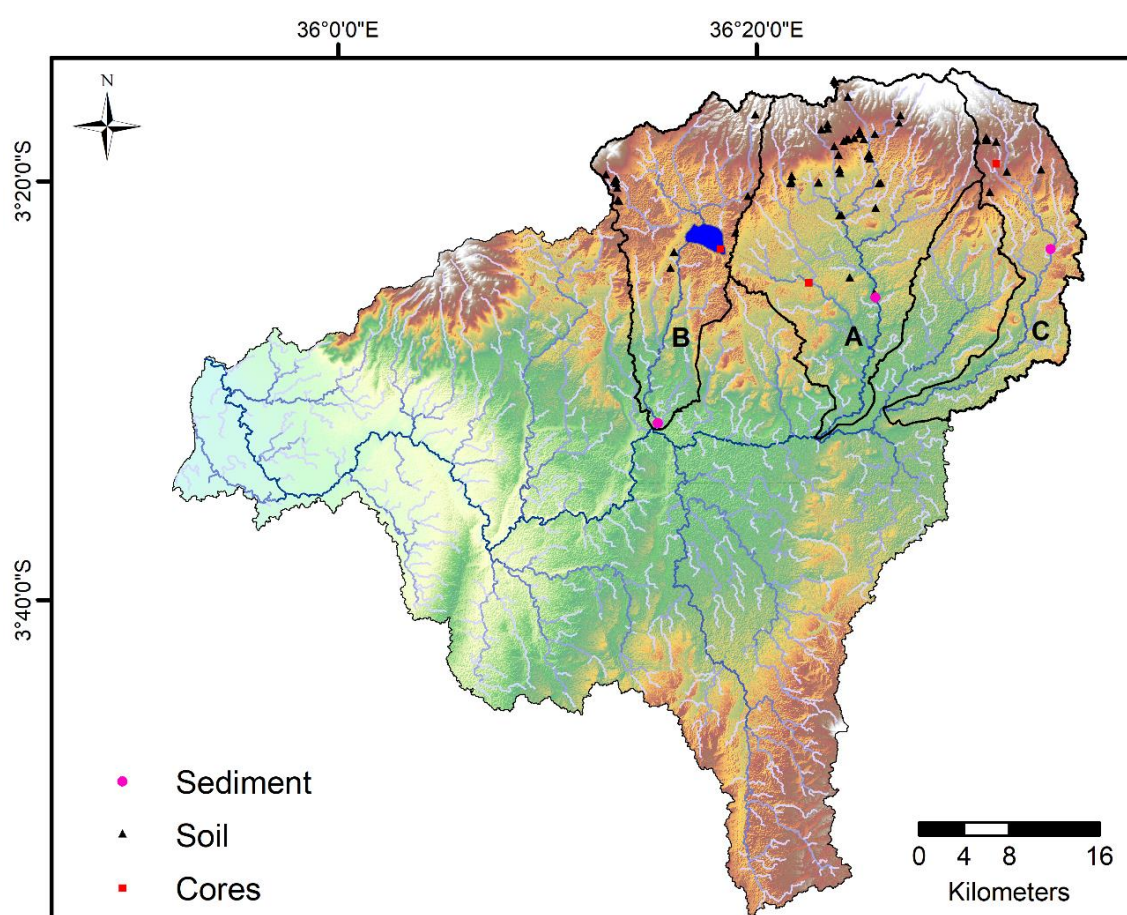 36°0'0"E 36°20'0"E
N
3°20'0"S
B A C
3°40'0"S
Sediment
Soil
Cores
0 4 8 16
Kilometers